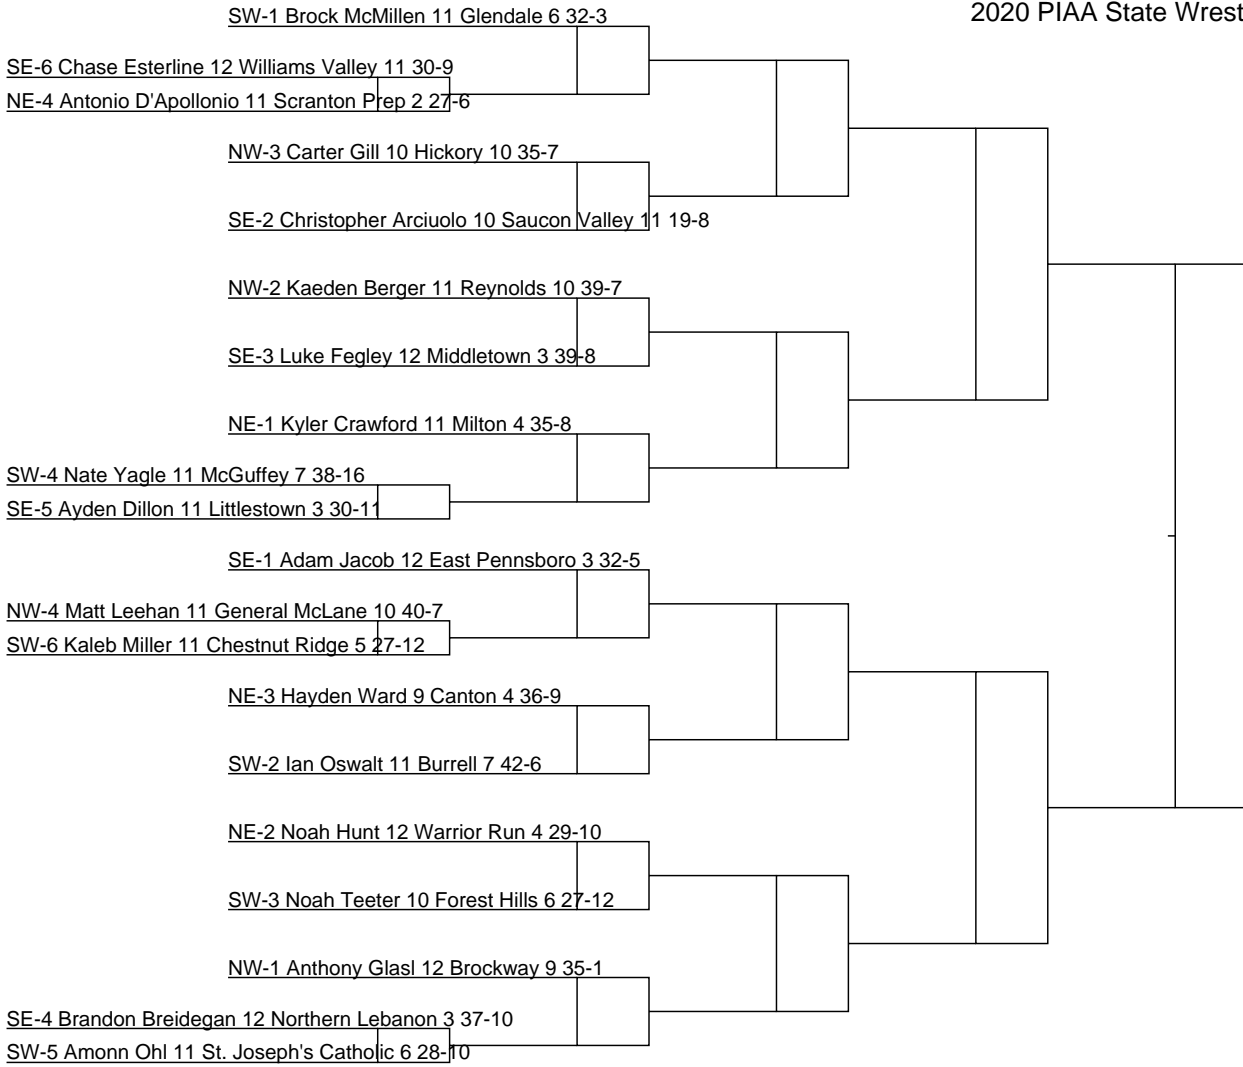 2020 PIAA State Wrest
SW-1 Brock McMillen 11 Glendale 6 32-3
SE-6 Chase Esterline 12 Williams Valley 11 30-9
NE-4 Antonio D'Apollonio 11 Scranton Prep 2 27-6
NW-3 Carter Gill 10 Hickory 10 35-7
SE-2 Christopher Arciuolo 10 Saucon Valley 11 19-8
NW-2 Kaeden Berger 11 Reynolds 10 39-7
SE-3 Luke Fegley 12 Middletown 3 39-8
NE-1 Kyler Crawford 11 Milton 4 35-8
SW-4 Nate Yagle 11 McGuffey 7 38-16
SE-5 Ayden Dillon 11 Littlestown 3 30-11
SE-1 Adam Jacob 12 East Pennsboro 3 32-5
NW-4 Matt Leehan 11 General McLane 10 40-7
SW-6 Kaleb Miller 11 Chestnut Ridge 5 27-12
NE-3 Hayden Ward 9 Canton 4 36-9
SW-2 Ian Oswalt 11 Burrell 7 42-6
NE-2 Noah Hunt 12 Warrior Run 4 29-10
SW-3 Noah Teeter 10 Forest Hills 6 27-12
NW-1 Anthony Glasl 12 Brockway 9 35-1
SE-4 Brandon Breidegan 12 Northern Lebanon 3 37-10
SW-5 Amonn Ohl 11 St. Joseph's Catholic 6 28-10